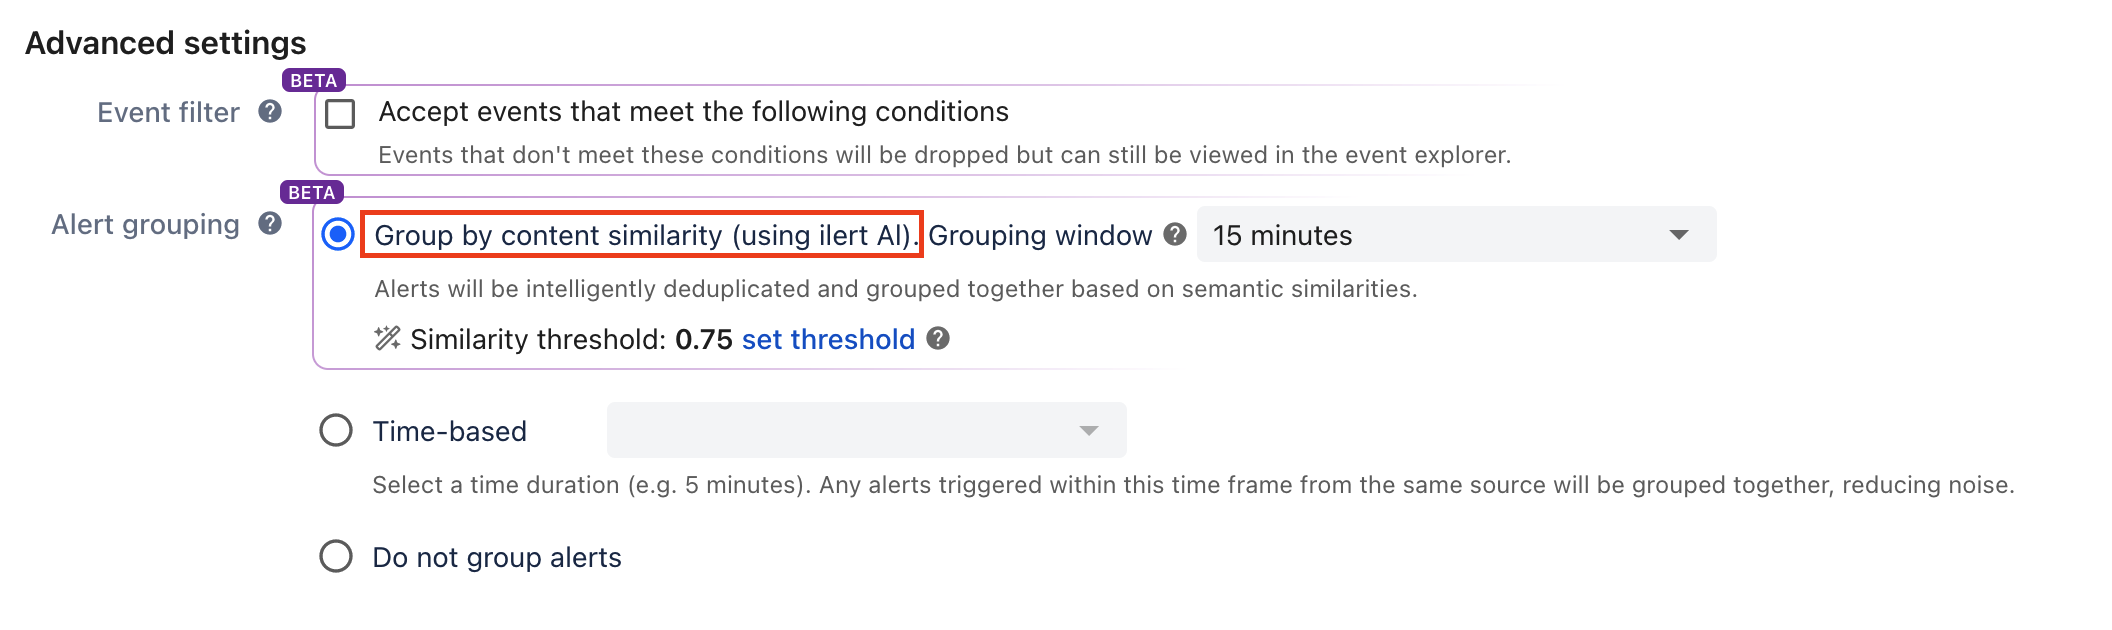 Advanced settings
BETA
Event filter
Accept events that meet the following conditions
Events that don't meet these conditions will be dropped but can still be viewed in the event explorer.
BETA
Alert grouping
Group by content similarity (using ilert AI). Grouping window 15 minutes
Alerts will be intelligently deduplicated and grouped together based on semantic similarities.
Similarity threshold: 0.75 set threshold
Time-based
Select a time duration (e.g. 5 minutes). Any alerts triggered within this time frame from the same source will be grouped together, reducing noise.
Do not group alerts